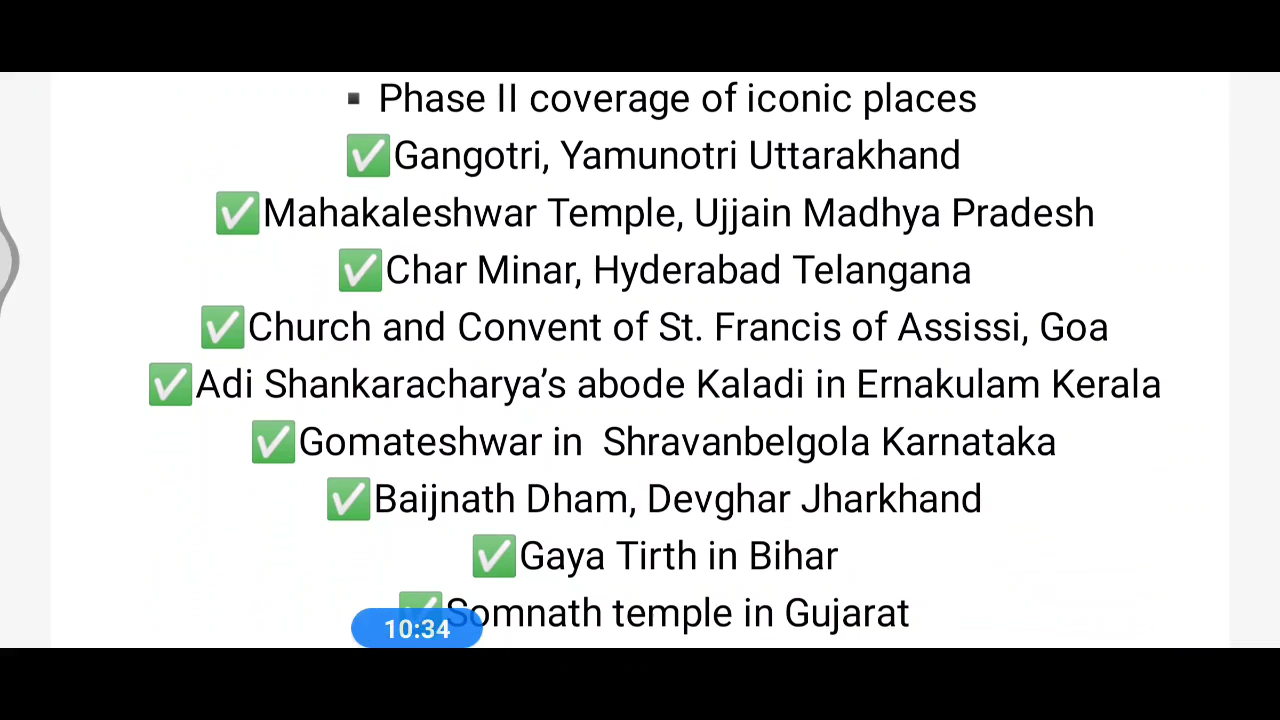 ▪ Phase II coverage of iconic places
✅Gangotri, Yamunotri Uttarakhand
✅Mahakaleshwar Temple, Ujjain Madhya Pradesh
✅Char Minar, Hyderabad Telangana
✅Church and Convent of St. Francis of Assissi, Goa
✅Adi Shankaracharya’s abode Kaladi in Ernakulam Kerala
✅Gomateshwar in  Shravanbelgola Karnataka
✅Baijnath Dham, Devghar Jharkhand
✅Gaya Tirth in Bihar
✅Somnath temple in Gujarat
10:34